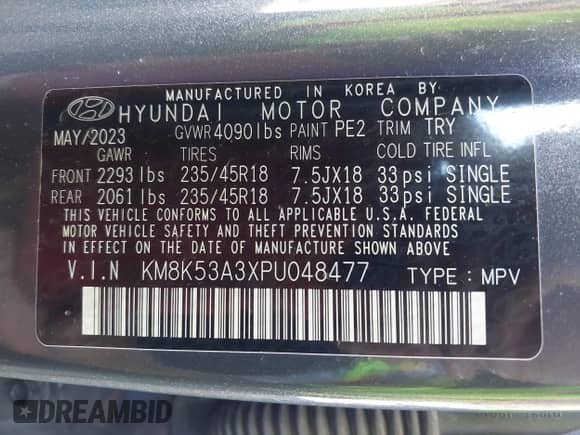 MANUFACTURED IN KOREA BY
HYUNDAI MOTOR COMPANY
MAY/2023 GVWR 4090 lbs PAINT PE2 TRIM TRY
GAWR TIRES RIMS COLD TIRE INFL
FRONT 2293 lbs 235/45R18 7.5JX18 33psi SINGLE
REAR 2061 lbs 235/45R18 7.5JX18 33psi SINGLE
THIS VEHICLE CONFORMS TO ALL APPLICABLE U.S.A. FEDERAL
MOTOR VEHICLE SAFETY AND THEFT PREVENTION STANDARDS
IN EFFECT ON THE DATE OF MANUFACTURE SHOWN ABOVE.
V.I.N KM8K53A3XPU048477 TYPE : MPV
DREAMBID